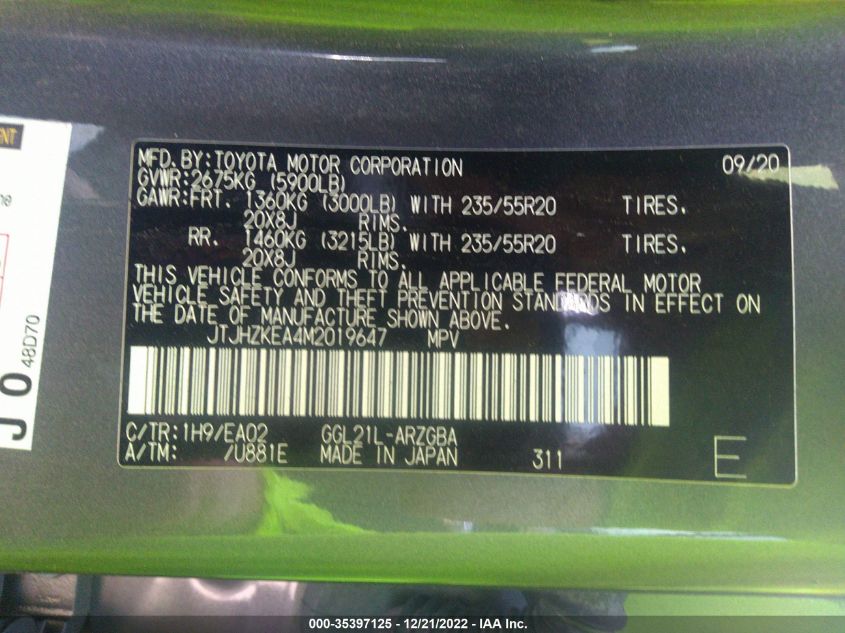 MFD.BY:TOYOTA MOTOR CORPORATION 09/20
GVWR:2675KG (5900LB)
GAWR:FRT. 1360KG (3000LB) WITH 235/55R20 TIRES.
20X8J RIMS.
RR. 1460KG (3215LB) WITH 235/55R20 TIRES.
20X8J RIMS.
THIS VEHICLE CONFORMS TO ALL APPLICABLE FEDERAL MOTOR
VEHICLE SAFETY AND THEFT PREVENTION STANDARDS IN EFFECT ON
THE DATE OF MANUFACTURE SHOWN ABOVE.
JTJHZKEA4M2019647 MPV
C/TR:1H9/EA02 GGL21L-ARZGBA
A/TM: /U881E MADE IN JAPAN 311 E
J0
48D70
000-35397125 - 12/21/2022 - IAA Inc.